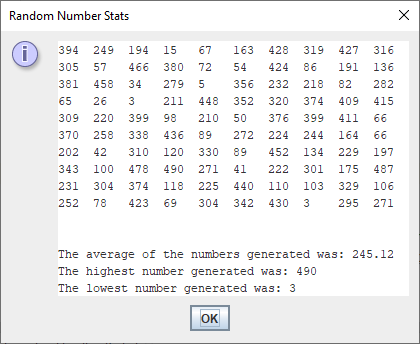 Random Number Stats
394 249 194 15 67 163 428 319 427 316
305 57 466 380 72 54 424 86 191 136
381 458 34 279 5 356 232 218 82 282
65 26 3 211 448 352 320 374 409 415
309 220 399 98 210 50 376 399 411 66
370 258 338 436 89 272 224 244 164 66
202 42 310 120 330 89 452 134 229 197
343 100 478 490 271 41 222 301 175 487
231 304 374 118 225 440 110 103 329 106
252 78 423 69 304 342 430 3 295 271
The average of the numbers generated was: 245.12
The highest number generated was: 490
The lowest number generated was: 3
OK